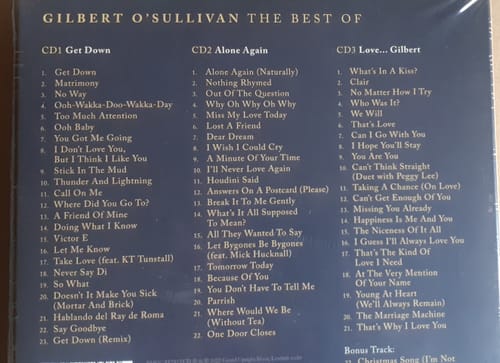 GILBERT O'SULLIVAN THE BEST OF
CD1 Get Down
1. Get Down
2. Matrimony
3. No Way
4. Ooh-Wakka-Doo-Wakka-Day
5. Too Much Attention
6. Ooh Baby
7. You Got Me Going
8. I Don't Love You,
But I Think I Like You
9. Stick In The Mud
10. Thunder And Lightning
11. Call On Me
12. Where Did You Go To?
13. A Friend Of Mine
14. Doing What I Know
15. Victor E
16. Let Me Know
17. Take Love (feat. KT Tunstall)
18. Never Say Di
19. So What
20. Doesn't It Make You Sick
(Mortar And Brick)
21. Hablando del Ray de Roma
22. Say Goodbye
23. Get Down (Remix)
CD2 Alone Again
1. Alone Again (Naturally)
2. Nothing Rhymed
3. Out Of The Question
4. Why Oh Why Oh Why
5. Miss My Love Today
6. Lost A Friend
7. Dear Dream
8. I Wish I Could Cry
9. A Minute Of Your Time
10. I'll Never Love Again
11. Houdini Said
12. Answers On A Postcard (Please)
13. Break It To Me Gently
14. What's It All Supposed
To Mean?
15. All They Wanted To Say
16. Let Bygones Be Bygones
(feat. Mick Hucknall)
17. Tomorrow Today
18. Because Of You
19. You Don't Have To Tell Me
20. Parrish
21. Where Would We Be
(Without Tea)
22. One Door Closes
CD3 Love... Gilbert
1. What's In A Kiss?
2. Clair
3. No Matter How I Try
4. Who Was It?
5. We Will
6. That's Love
7. Can I Go With You
8. I Hope You'll Stay
9. You Are You
10. Can't Think Straight
(Duet with Peggy Lee)
11. Taking A Chance (On Love)
12. Can't Get Enough Of You
13. Missing You Already
14. Happiness Is Me And You
15. The Niceness Of It All
16. I Guess I'll Always Love You
17. That's The Kind Of
Love I Need
18. At The Very Mention
Of Your Name
19. Young At Heart
(We'll Always Remain)
20. The Marriage Machine
21. That's Why I Love You
Bonus Track:
22. Christmas Song (I'm Not